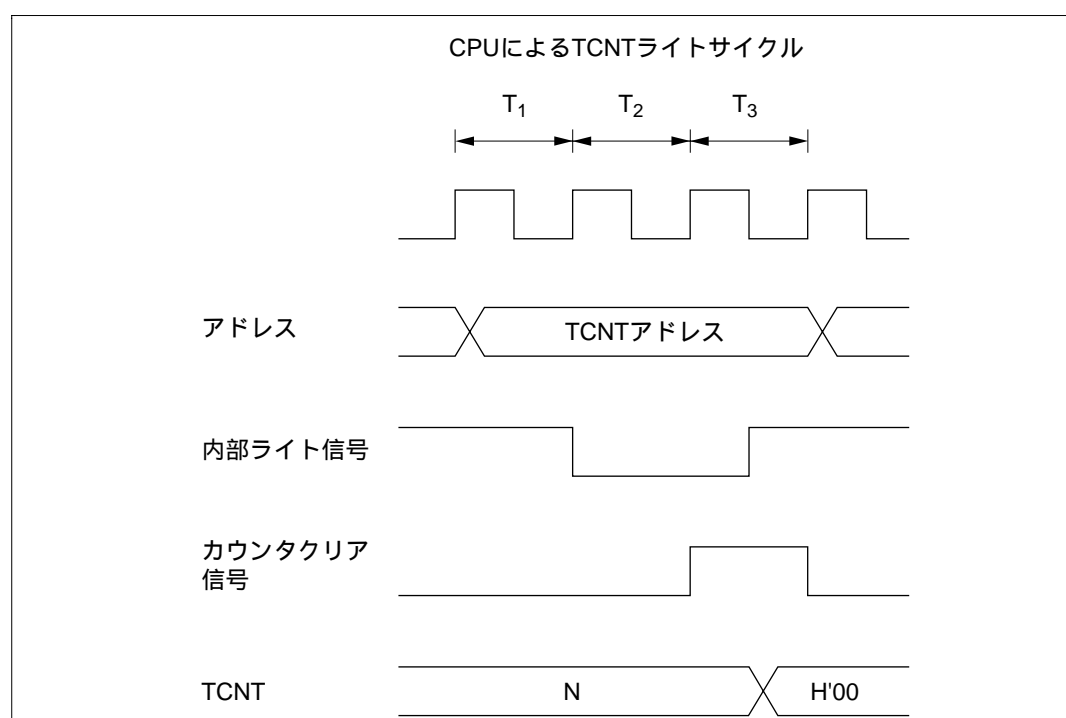 CPUによるTCNTライトサイクル
T1 T2 T3
アドレス
TCNTアドレス
内部ライト信号
カウンタクリア
信号
TCNT
N
H'00